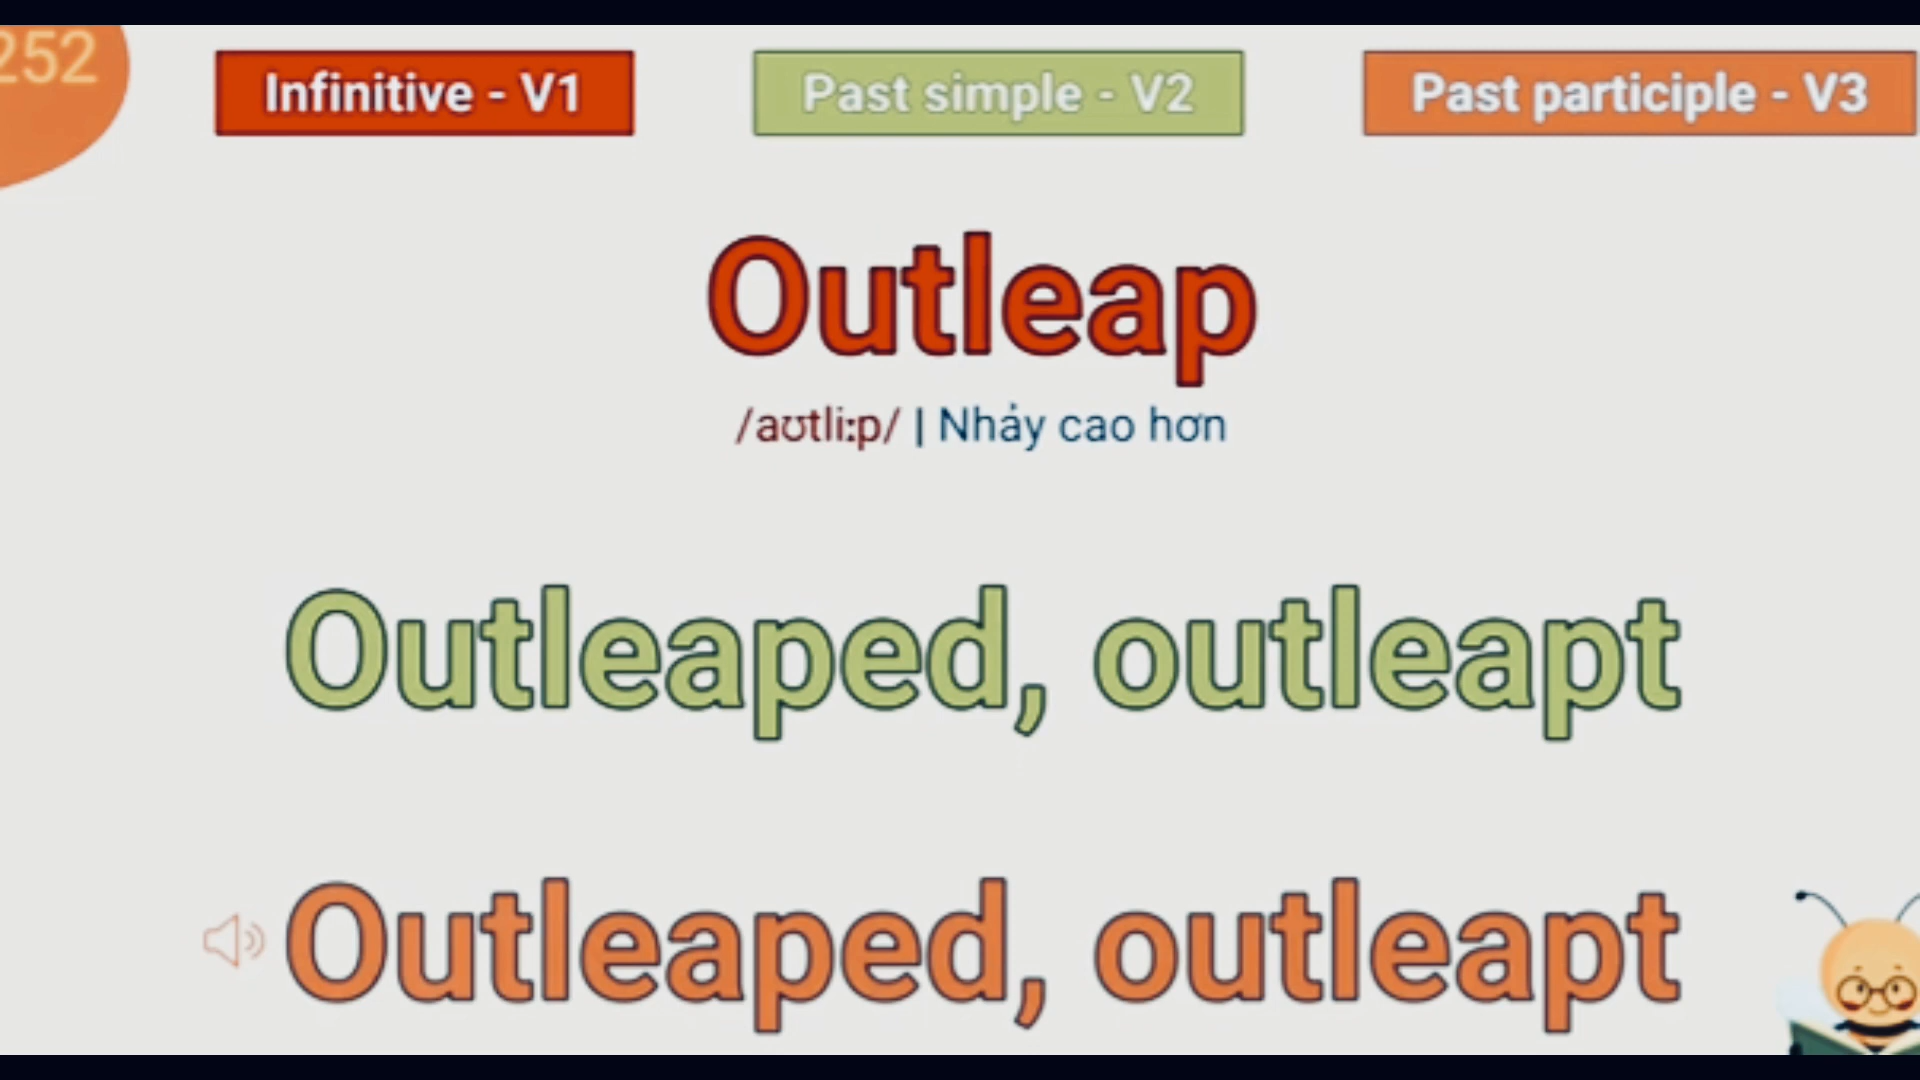 252
Infinitive - V1
Past simple - V2
Past participle - V3
Outleap
/aʊtliːp/ | Nhảy cao hơn
Outleaped, outleapt
Outleaped, outleapt